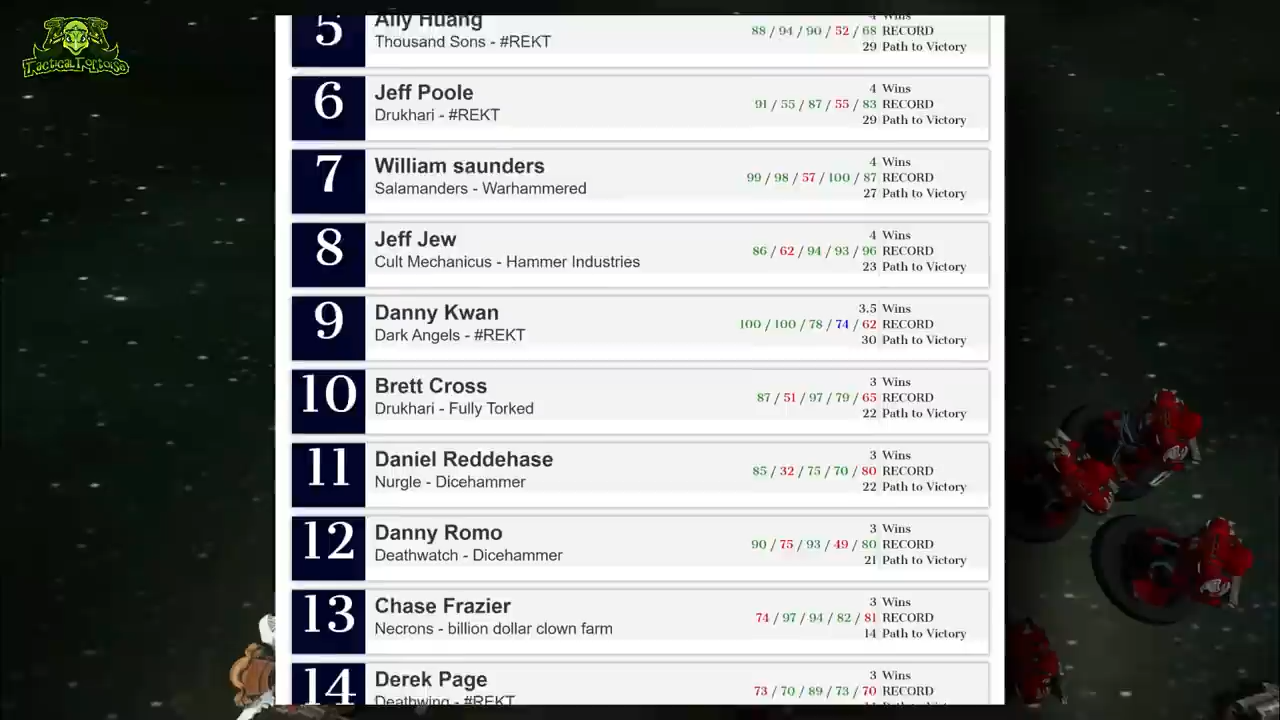 TacticalTortoise
5
Ally Huang
Thousand Sons - #REKT
4 Wins
88 / 94 / 90 / 52 / 68 RECORD
29 Path to Victory
6
Jeff Poole
Drukhari - #REKT
4 Wins
91 / 55 / 87 / 55 / 83 RECORD
29 Path to Victory
7
William saunders
Salamanders - Warhammered
4 Wins
99 / 98 / 57 / 100 / 87 RECORD
27 Path to Victory
8
Jeff Jew
Cult Mechanicus - Hammer Industries
4 Wins
86 / 62 / 94 / 93 / 96 RECORD
23 Path to Victory
9
Danny Kwan
Dark Angels - #REKT
3.5 Wins
100 / 100 / 78 / 74 / 62 RECORD
30 Path to Victory
10
Brett Cross
Drukhari - Fully Torked
3 Wins
87 / 51 / 97 / 79 / 65 RECORD
22 Path to Victory
11
Daniel Reddehase
Nurgle - Dicehammer
3 Wins
85 / 32 / 75 / 70 / 80 RECORD
22 Path to Victory
12
Danny Romo
Deathwatch - Dicehammer
3 Wins
90 / 75 / 93 / 49 / 80 RECORD
21 Path to Victory
13
Chase Frazier
Necrons - billion dollar clown farm
3 Wins
74 / 97 / 94 / 82 / 81 RECORD
14 Path to Victory
14
Derek Page
Deathwing - #REKT
3 Wins
73 / 70 / 89 / 73 / 70 RECORD